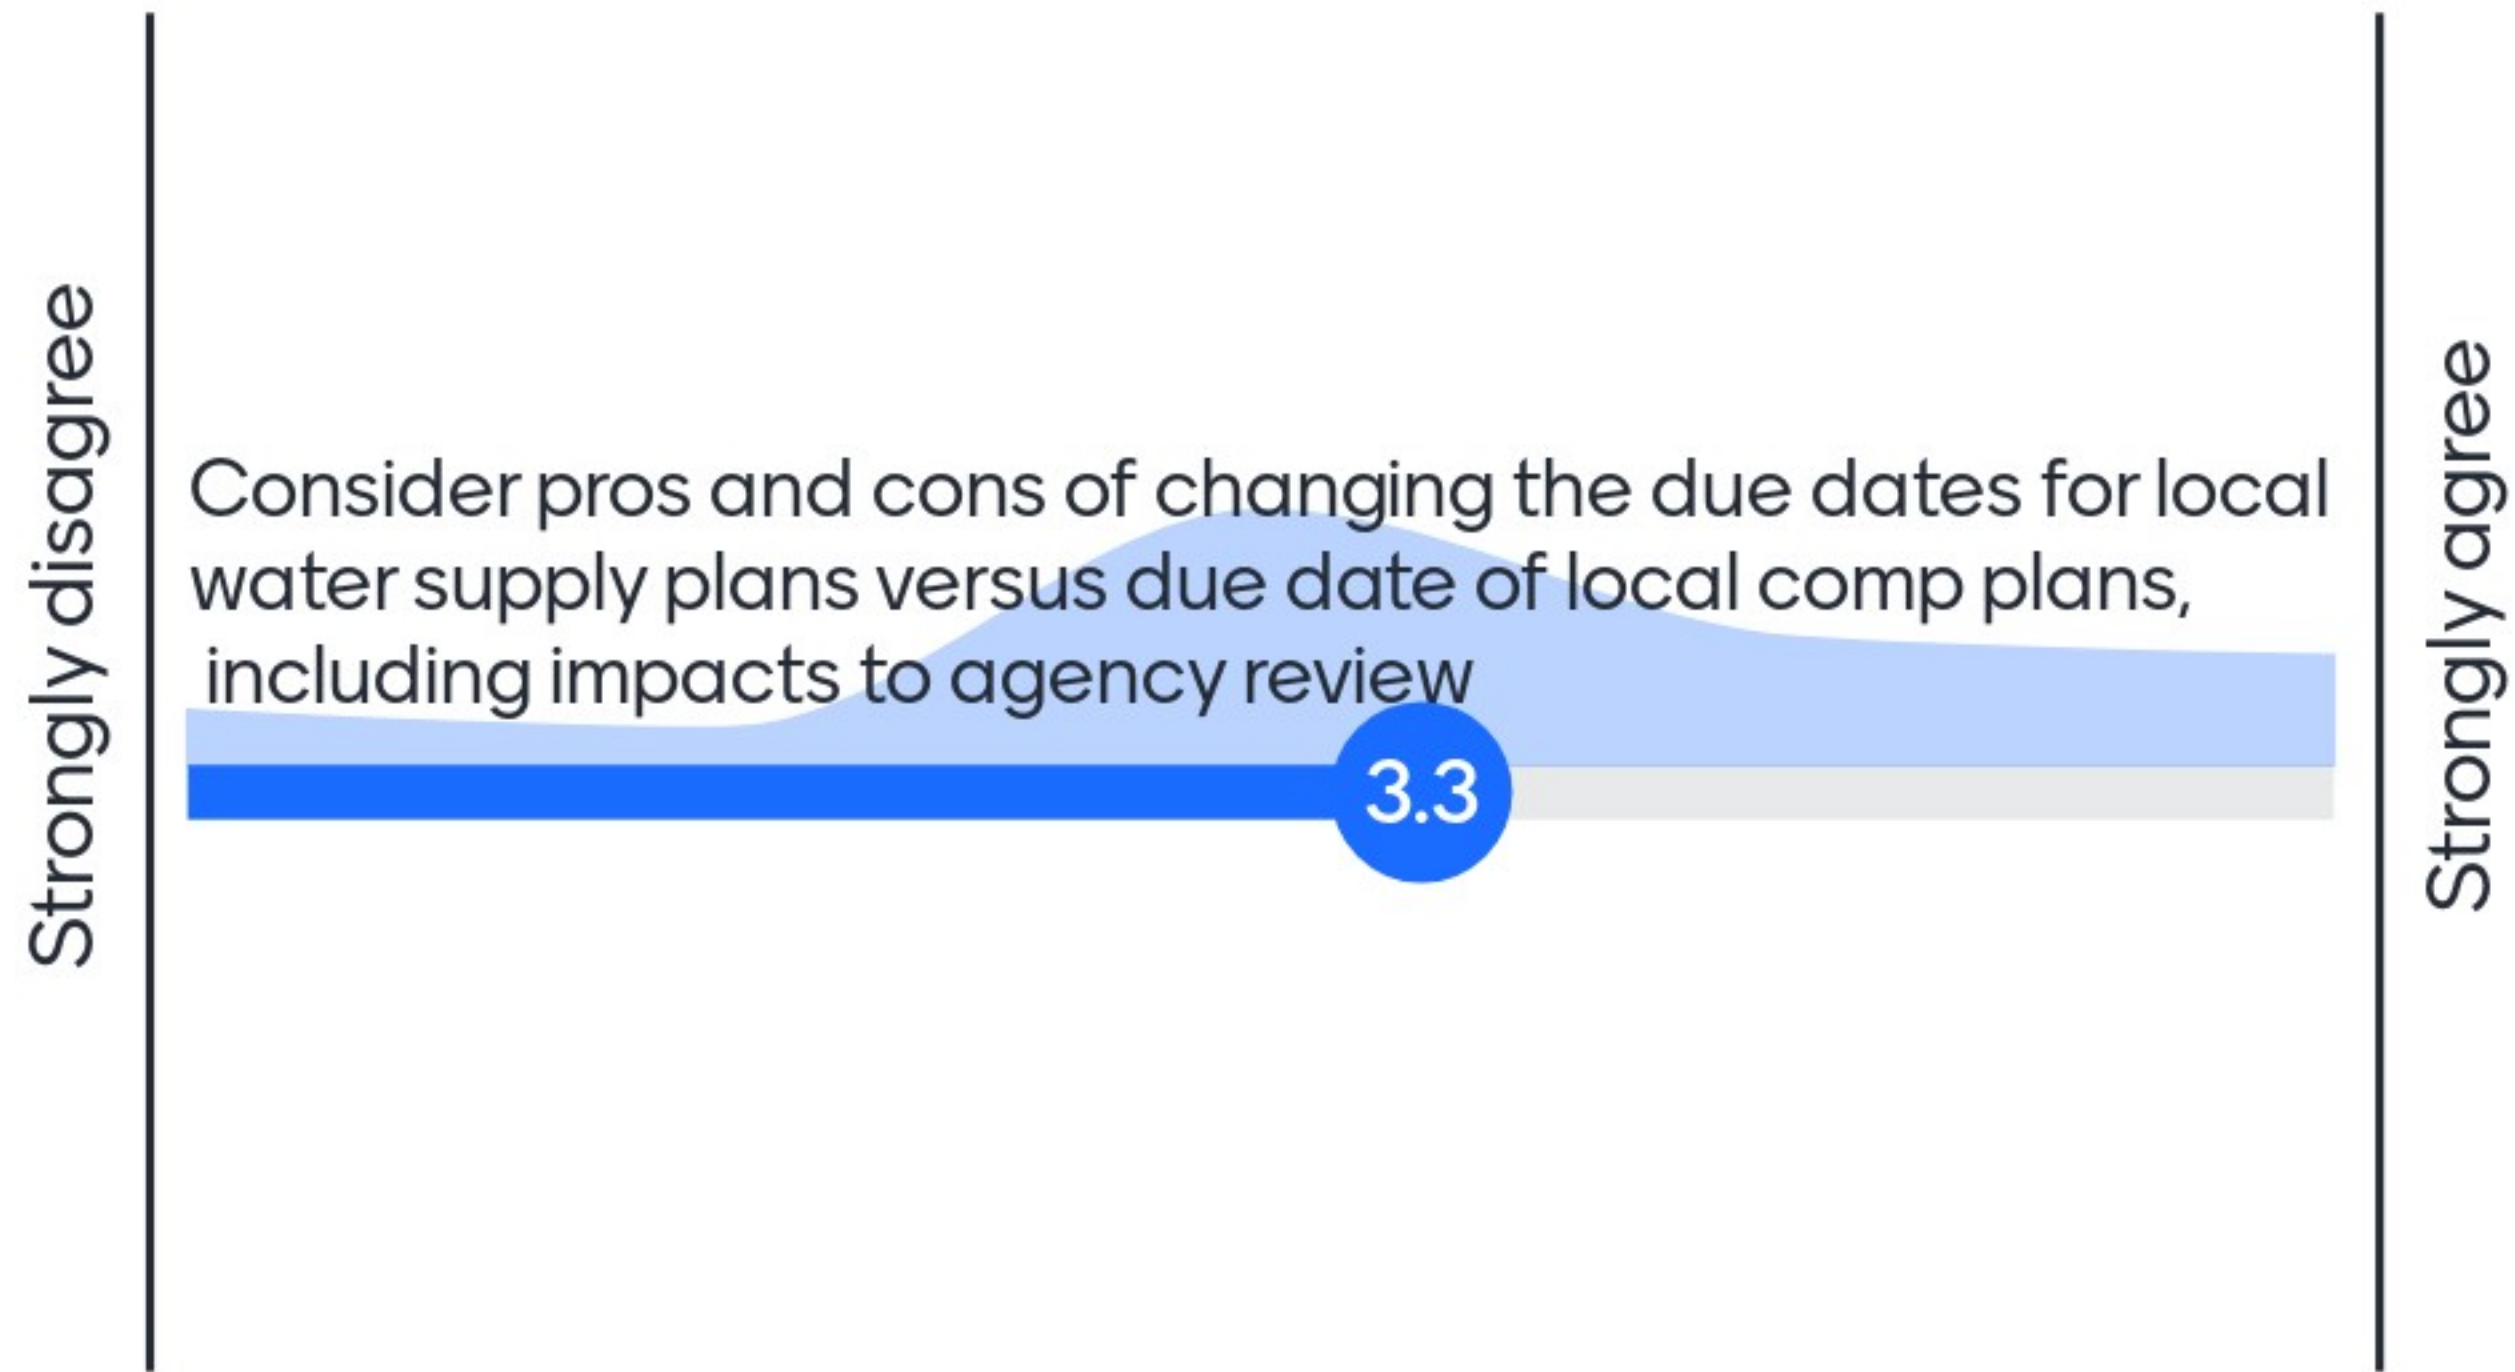 Strongly disagree
Consider pros and cons of changing the due dates for local
water supply plans versus due date of local comp plans,
including impacts to agency review
3.3
Strongly agree